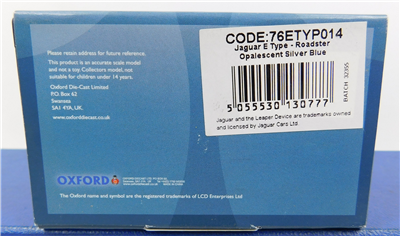 Please retain address for future reference.
This product is an accurate scale model
and not a toy. Collectors model, not
suitable for children under 14 years.
Oxford Die-Cast Limited
P.O. Box 62
Swansea
SA1 4YA, UK.
www.oxforddiecast.co.uk
CODE:76ETYP014
Jaguar E Type - Roadster
Opalescent Silver Blue
5 055530 130777
BATCH
Jaguar and the Leaper Device are trademarks owned
and licensed by Jaguar Cars Ltd
OXFORD
The Oxford name and symbol are the registered trademarks of LCD Enterprises Ltd